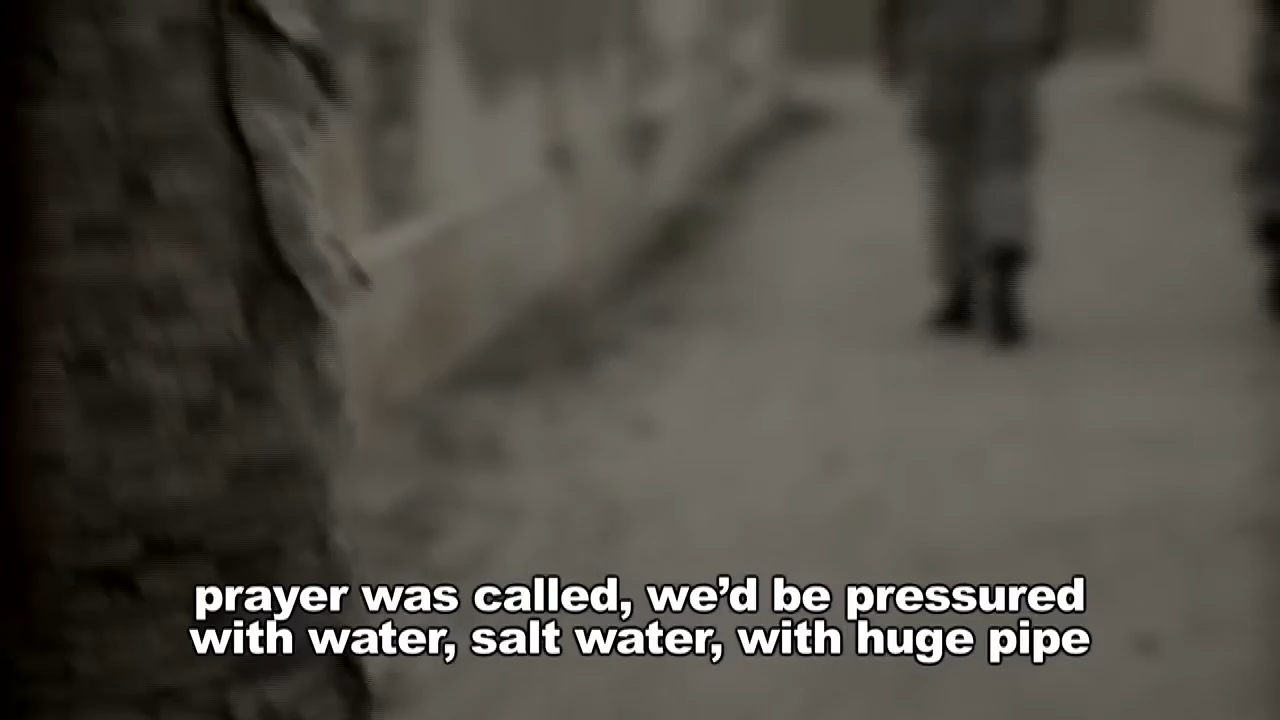 prayer was called, we’d be pressured
with water, salt water, with huge pipe